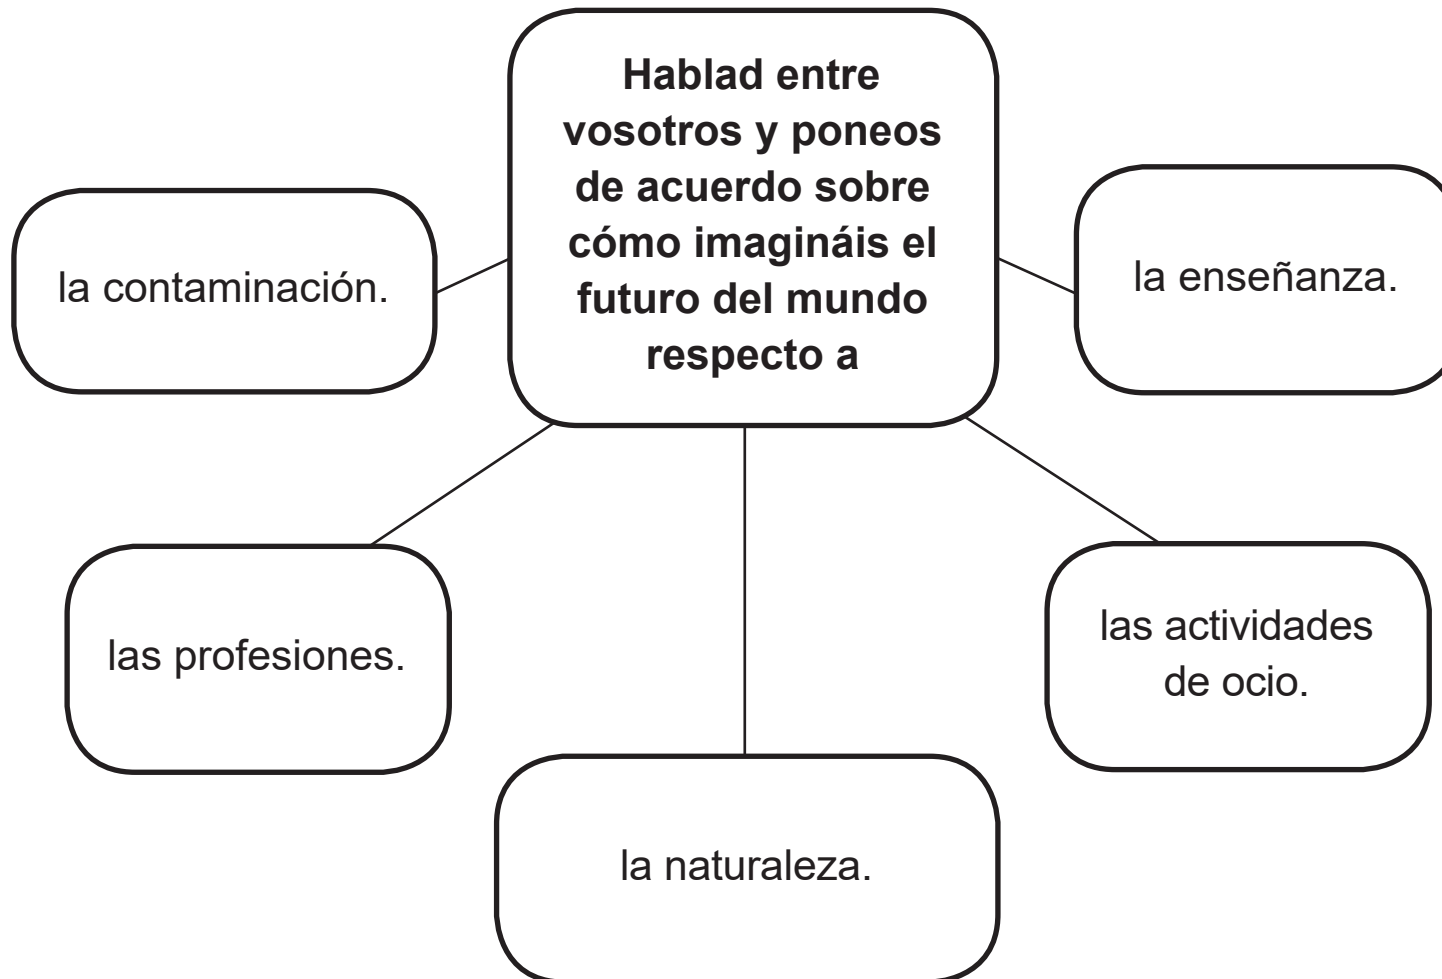 Hablad entre
vosotros y poneos
de acuerdo sobre
cómo imagináis el
futuro del mundo
respecto a
la contaminación.
la enseñanza.
las profesiones.
las actividades
de ocio.
la naturaleza.